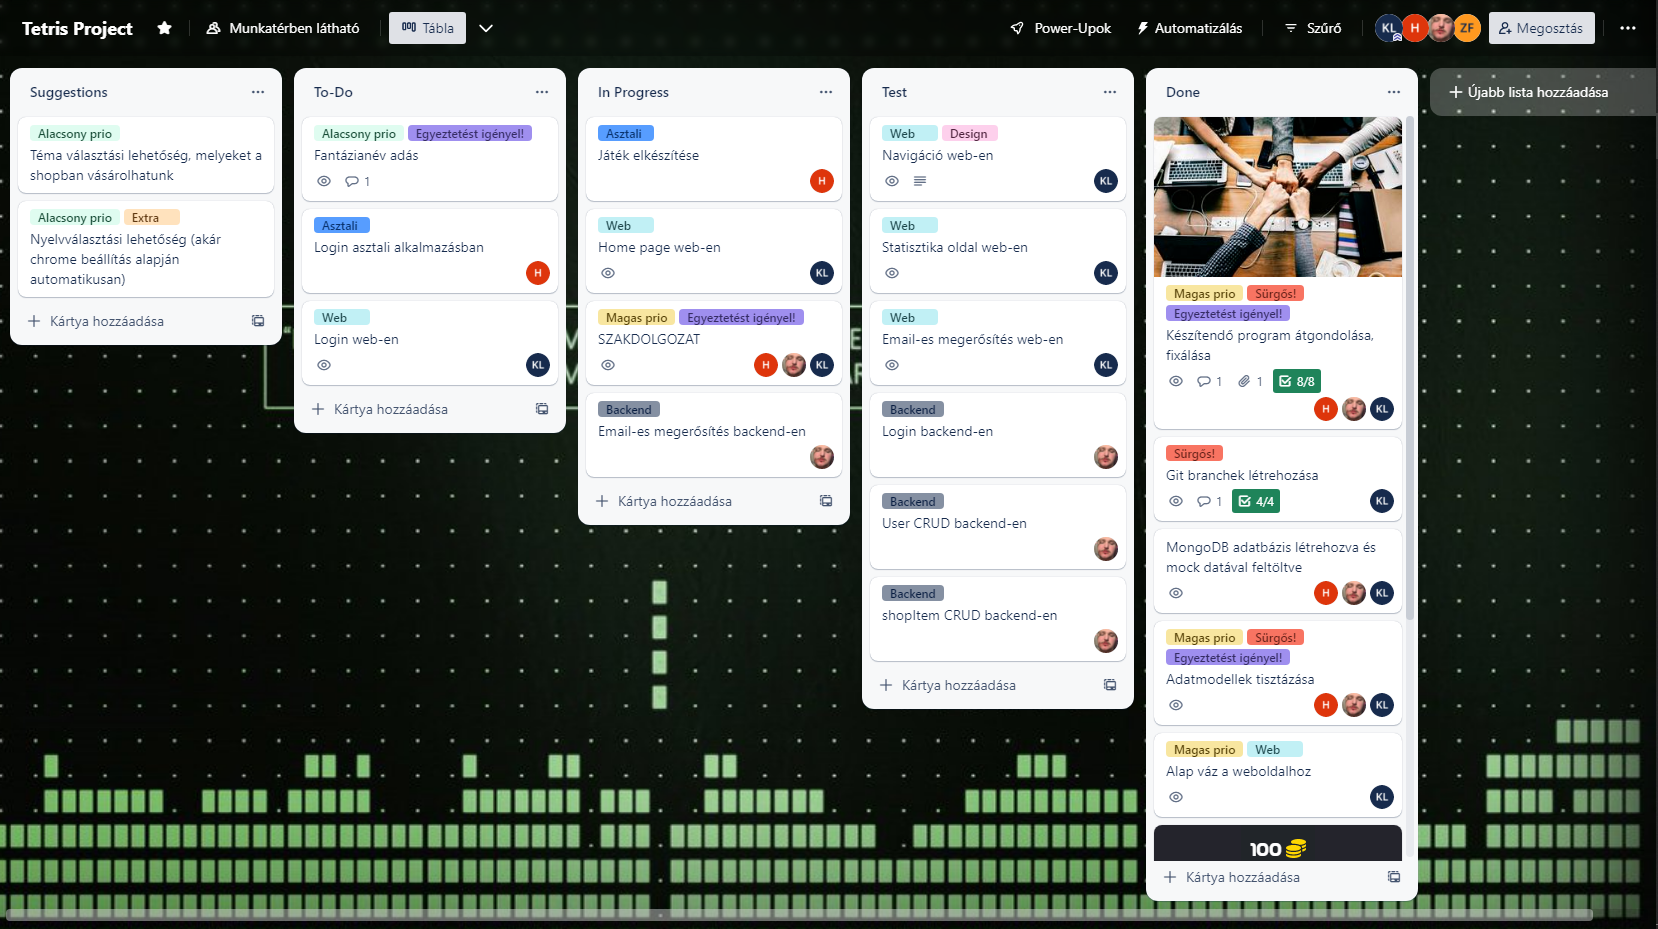 Tetris Project
Munkatérben látható
Tábla
Power-Upok
Automatizálás
Szűrő
KL
H
ZF
Megosztás
Suggestions
Alacsony prio
Téma választási lehetőség, melyeket a
shopban vásárolhatunk
Alacsony prio Extra
Nyelvválasztási lehetőség (akár
chrome beállítás alapján
automatikusan)
Kártya hozzáadása
To-Do
Alacsony prio Egyeztetést igényel!
Fantázianév adás
1
Asztali
Login asztali alkalmazásban
H
Web
Login web-en
KL
Kártya hozzáadása
In Progress
Asztali
Játék elkészítése
H
Web
Home page web-en
KL
Magas prio Egyeztetést igényel!
SZAKDOLGOZAT
H KL
Backend
Email-es megerősítés backend-en
Kártya hozzáadása
Test
Web Design
Navigáció web-en
KL
Web
Statisztika oldal web-en
KL
Web
Email-es megerősítés web-en
KL
Backend
Login backend-en
Backend
User CRUD backend-en
Backend
shopItem CRUD backend-en
Kártya hozzáadása
Done
Magas prio Sürgős!
Egyeztetést igényel!
Készítendő program átgondolása,
fixálása
1 1 8/8
H KL
Sürgős!
Git branchek létrehozása
1 4/4 KL
MongoDB adatbázis létrehozva és
mock datával feltöltve
H KL
Magas prio Sürgős!
Egyeztetést igényel!
Adatmodellek tisztázása
H KL
Magas prio Web
Alap váz a weboldalhoz
KL
100
Kártya hozzáadása
Újabb lista hozzáadása